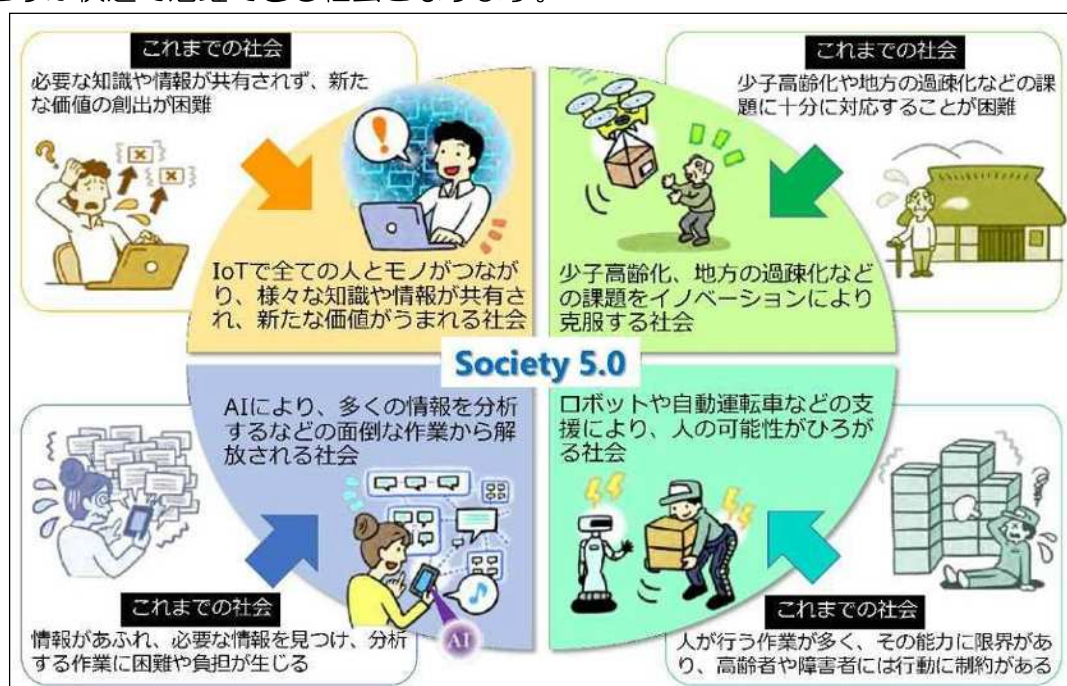 これまでの社会
必要な知識や情報が共有されず、新た
な価値の創出が困難
IoTで全ての人とモノがつなが
り、様々な知識や情報が共有さ
れ、新たな価値がうまれる社会
これまでの社会
少子高齢化や地方の過疎化などの課
題に十分に対応することが困難
少子高齢化、地方の過疎化など
の課題をイノベーションにより
克服する社会
Society 5.0
AIにより、多くの情報を分析
するなどの面倒な作業から解
放される社会
AI
これまでの社会
情報があふれ、必要な情報を見つけ、分析
する作業に困難や負担が生じる
ロボットや自動運転車などの支
援により、人の可能性がひろが
る社会
これまでの社会
人が行う作業が多く、その能力に限界があ
り、高齢者や障害者には行動に制約がある